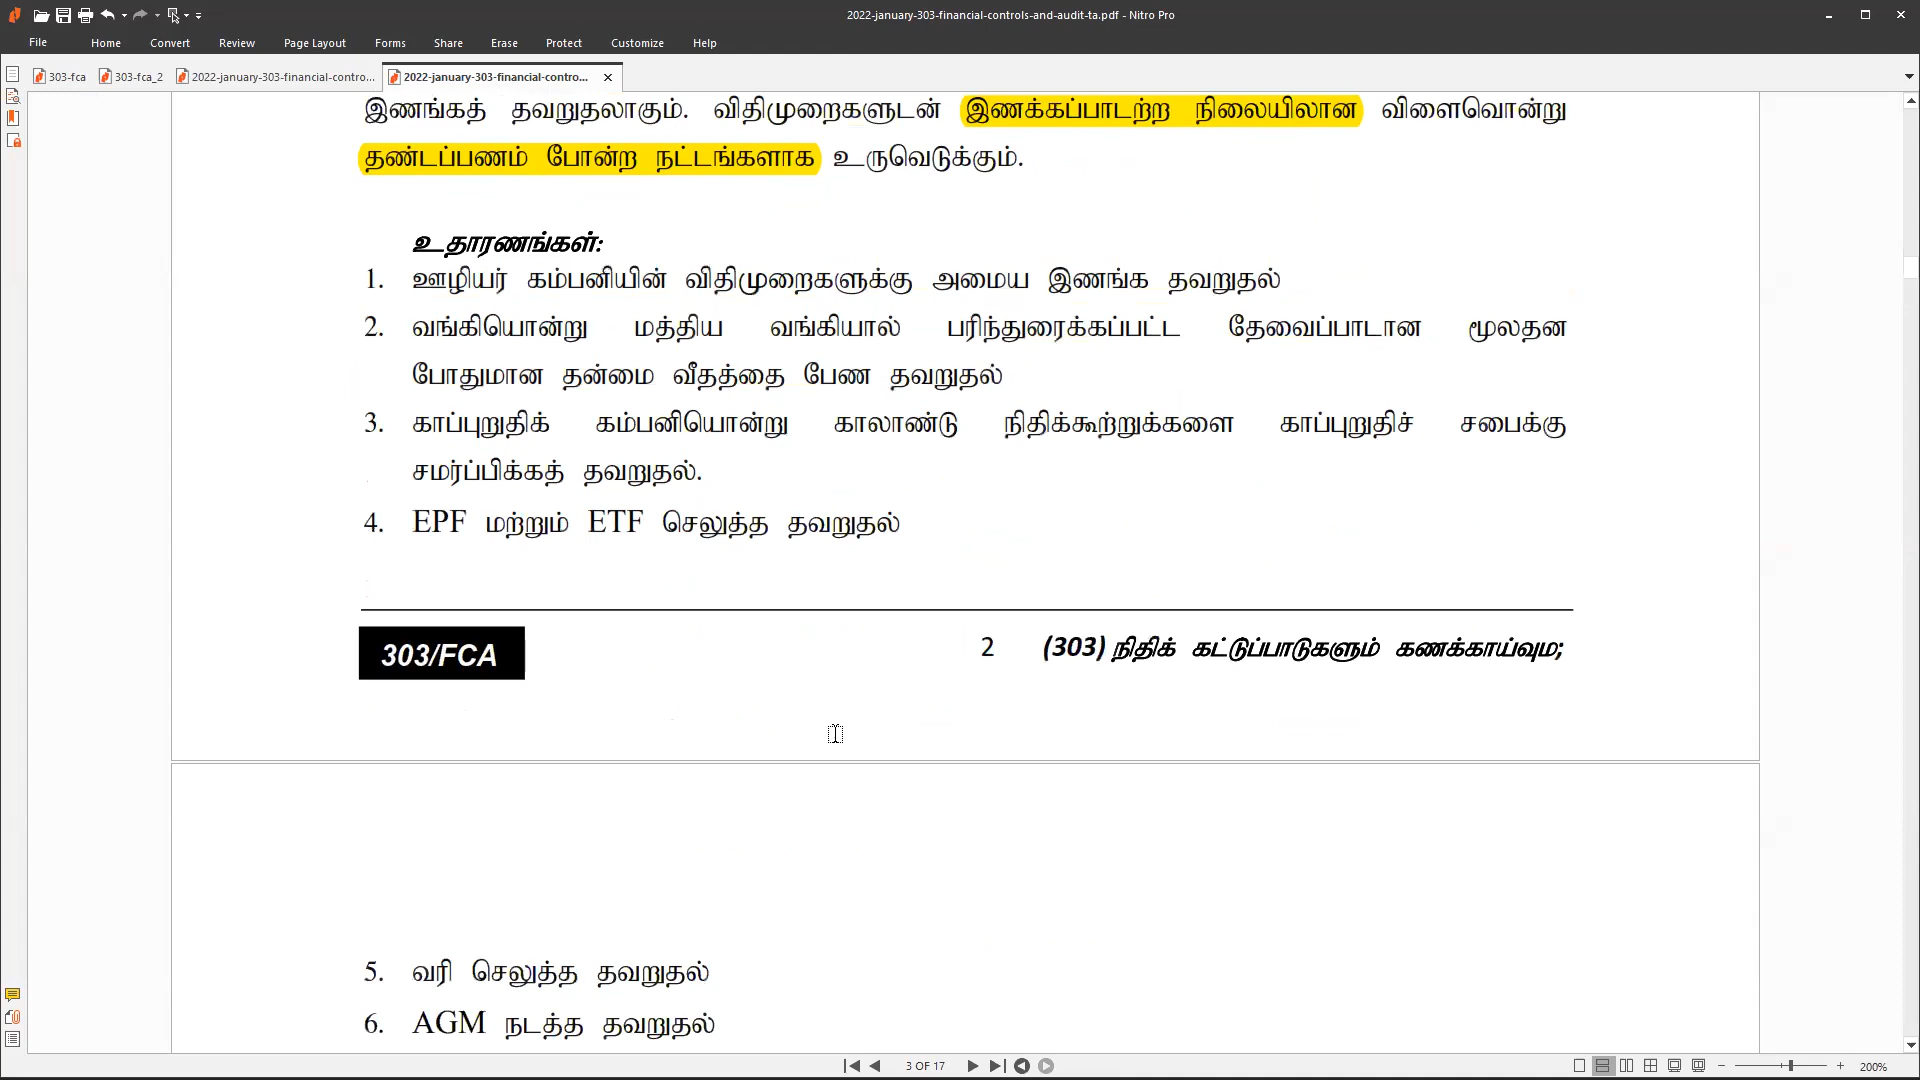 2022-january-303-financial-controls-and-audit-ta.pdf - Nitro Pro
File Home Convert Review Page Layout Forms Share Erase Protect Customize Help
303-fca 303-fca_2 2022-january-303-financial-contro... 2022-january-303-financial-contro...
இணங்கத் தவறுதலாகும். விதிமுறைகளுடன் இணக்கப்பாடற்ற நிலையிலான விளைவொன்று
தண்டப்பணம் போன்ற நட்டங்களாக உருவெடுக்கும்.
உதாரணங்கள்:
1. ஊழியர் கம்பனியின் விதிமுறைகளுக்கு அமைய இணங்க தவறுதல்
2. வங்கியொன்று மத்திய வங்கியால் பரிந்துரைக்கப்பட்ட தேவைப்பாடான மூலதன
போதுமான தன்மை வீதத்தை பேண தவறுதல்
3. காப்புறுதிக் கம்பனியொன்று காலாண்டு நிதிக்கூற்றுக்களை காப்புறுதிச் சபைக்கு
சமர்ப்பிக்கத் தவறுதல்.
4. EPF மற்றும் ETF செலுத்த தவறுதல்
303/FCA 2 (303) நிதிக் கட்டுப்பாடுகளும் கணக்காய்வும;
5. வரி செலுத்த தவறுதல்
6. AGM நடத்த தவறுதல்
3 OF 17 200%